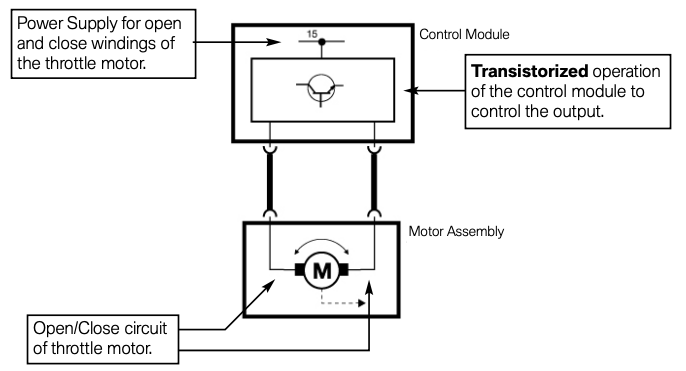 Power Supply for open
and close windings of
the throttle motor.
15
Control Module
Transistorized operation
of the control module to
control the output.
Motor Assembly
M
Open/Close circuit
of throttle motor.